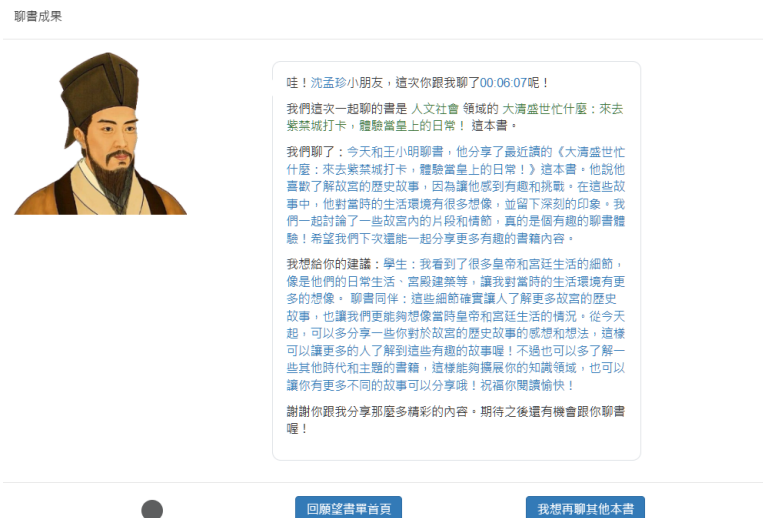 聊書成果
哇！沈孟珍小朋友，這次你跟我聊了00:06:07呢！
我們這次一起聊的書是 人文社會 領域的 大清盛世忙什麼：來去
紫禁城打卡，體驗當皇上的日常！ 這本書。
我們聊了：今天和王小明聊書，他分享了最近讀的《大清盛世忙
什麼：來去紫禁城打卡，體驗當皇上的日常！》這本書。他說他
喜歡了解故宮的歷史故事，因為讓他感到有趣和挑戰。在這些故
事中，他對當時的生活環境有很多想像，並留下深刻的印象。我
們一起討論了一些故宮內的片段和情節，真的是個有趣的聊書體
驗！希望我們下次還能一起分享更多有趣的書籍內容。
我想給你的建議：學生：我看到了很多皇帝和宮廷生活的細節，
像是他們的日常生活、宮殿建築等，讓我對當時的生活環境有更
多的想像。 聊書同伴：這些細節確實讓人了解更多故宮的歷史
故事，也讓我們更能夠想像當時皇帝和宮廷生活的情況。從今天
起，可以多分享一些你對於故宮的歷史故事的感想和想法，這樣
可以讓更多的人了解到這些有趣的故事喔！不過也可以多了解一
些其他時代和主題的書籍，這樣能夠擴展你的知識領域，也可以
讓你有更多不同的故事可以分享哦！祝福你閱讀愉快！
謝謝你跟我分享那麼多精彩的內容。期待之後還有機會跟你聊書
喔！
回願望書單首頁
我想再聊其他本書